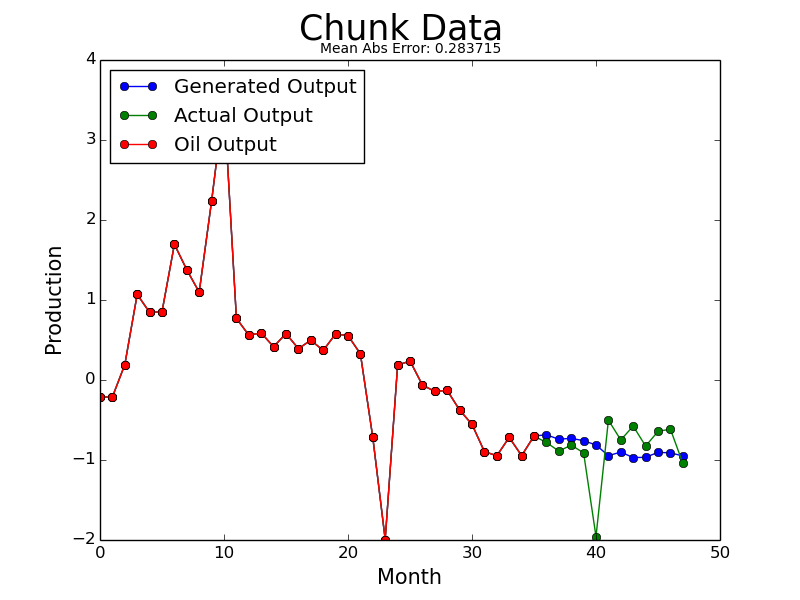 Chunk Data
Mean Abs Error: 0.283715
Generated Output
Actual Output
Oil Output
Production
4
3
2
1
0
−1
−2
0 10 20 30 40 50
Month